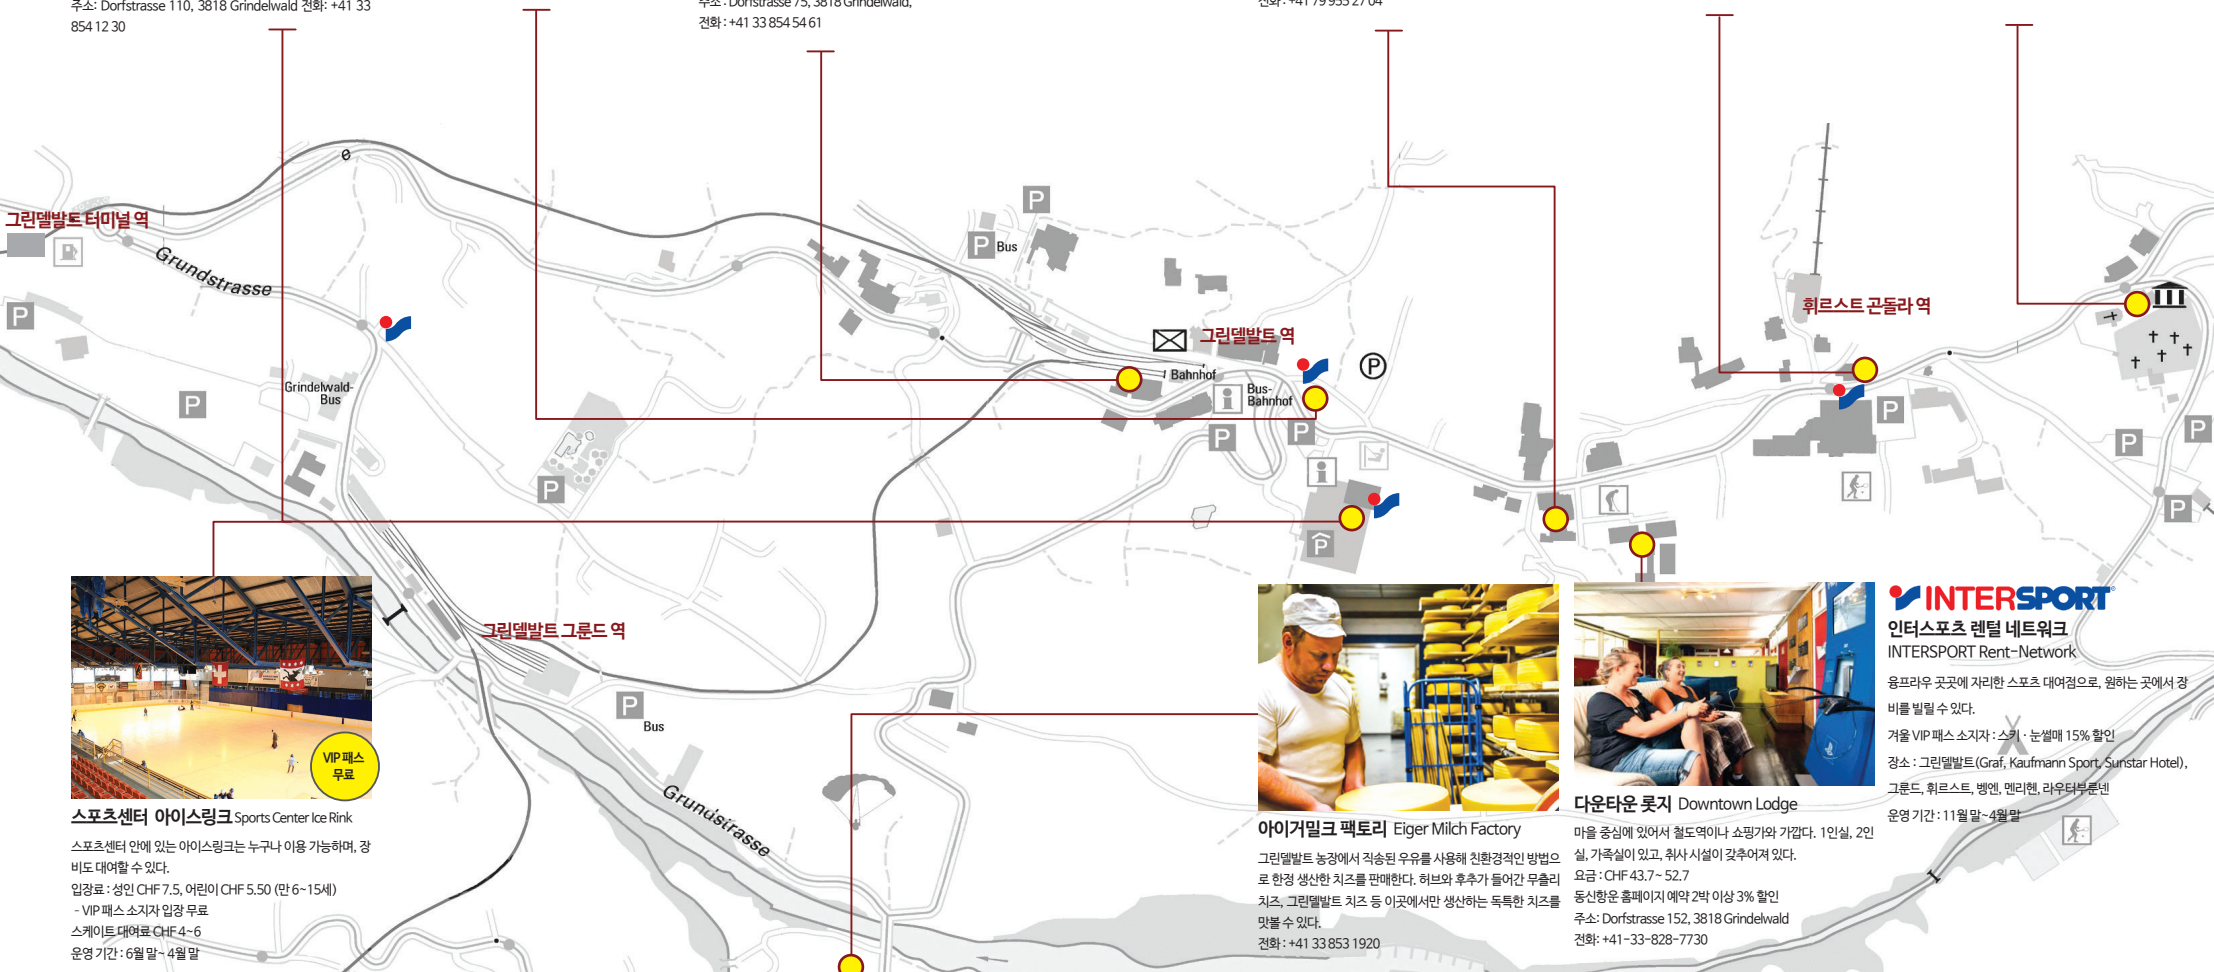 주소: Dorfstrasse 110, 3818 Grindelwald 전화: +41 33
854 12 30
주소 : Dorfstrasse 75, 3818 Grindelwald,
전화 : +41 33 854 54 61
전화 : +41 79 955 27 04
e
그린델발트 터미널 역
Grundstrasse
P
P
Grindelwald-
Bus
P
P
P Bus
그린델발트 역
Bahnhof
Bus-
Bahnhof
P
P
P
P
휘르스트 곤돌라 역
P
P
P
P
그린델발트 그룬드 역
P
Bus
Grundstrasse
VIP 패스
무료
스포츠센터 아이스링크 Sports Center Ice Rink
스포츠센터 안에 있는 아이스링크는 누구나 이용 가능하며, 장
비도 대여할 수 있다.
입장료 : 성인 CHF 7.5, 어린이 CHF 5.50 (만 6~15세)
- VIP 패스 소지자 입장 무료
스케이트 대여료 CHF 4~6
운영 기간 : 6월 말~ 4월 말
아이거밀크 팩토리 Eiger Milch Factory
그린델발트 농장에서 직송된 우유를 사용해 친환경적인 방법으
로 한정 생산한 치즈를 판매한다. 허브와 후추가 들어간 무츨리
치즈, 그린델발트 치즈 등 이곳에서만 생산하는 독특한 치즈를
맛볼 수 있다.
전화 : +41 33 853 1920
다운타운 롯지 Downtown Lodge
마을 중심에 있어서 철도역이나 쇼핑가와 가깝다. 1인실, 2인
실, 가족실이 있고, 취사 시설이 갖추어져 있다.
요금 : CHF 43.7~ 52.7
동신항운 홈페이지 예약 2박 이상 3% 할인
주소: Dorfstrasse 152, 3818 Grindelwald
전화: +41-33-828-7730
INTERSPORT
인터스포츠 렌털 네트워크
INTERSPORT Rent-Network
융프라우 곳곳에 자리한 스포츠 대여점으로, 원하는 곳에서 장
비를 빌릴 수 있다.
겨울 VIP 패스 소지자 : 스키 · 눈썰매 15% 할인
장소 : 그린델발트(Graf, Kaufmann Sport, Sunstar Hotel),
그룬드, 휘르스트, 벵엔, 멘리헨, 라우터브룬넨
운영 기간 : 11월 말~4월 말